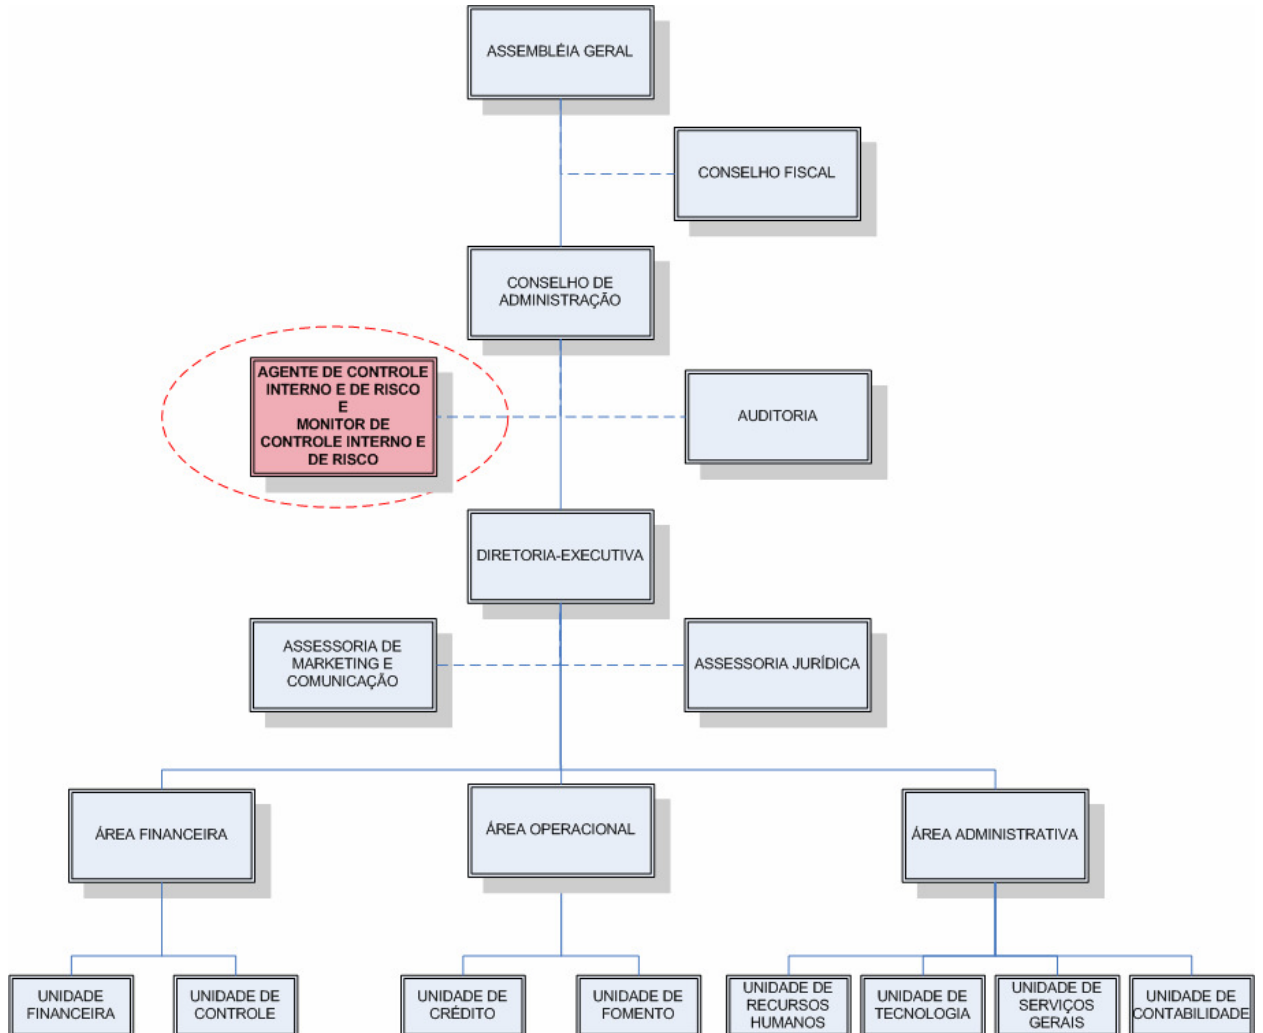 ASSEMBLÉIA GERAL
CONSELHO FISCAL
CONSELHO DE
ADMINISTRAÇÃO
AGENTE DE CONTROLE
INTERNO E DE RISCO
E
MONITOR DE
CONTROLE INTERNO E
DE RISCO
AUDITORIA
DIRETORIA-EXECUTIVA
ASSESSORIA DE
MARKETING E
COMUNICAÇÃO
ASSESSORIA JURÍDICA
ÁREA FINANCEIRA
ÁREA OPERACIONAL
ÁREA ADMINISTRATIVA
UNIDADE
FINANCEIRA
UNIDADE DE
CONTROLE
UNIDADE DE
CRÉDITO
UNIDADE DE
FOMENTO
UNIDADE DE
RECURSOS
HUMANOS
UNIDADE DE
TECNOLOGIA
UNIDADE DE
SERVIÇOS
GERAIS
UNIDADE DE
CONTABILIDADE